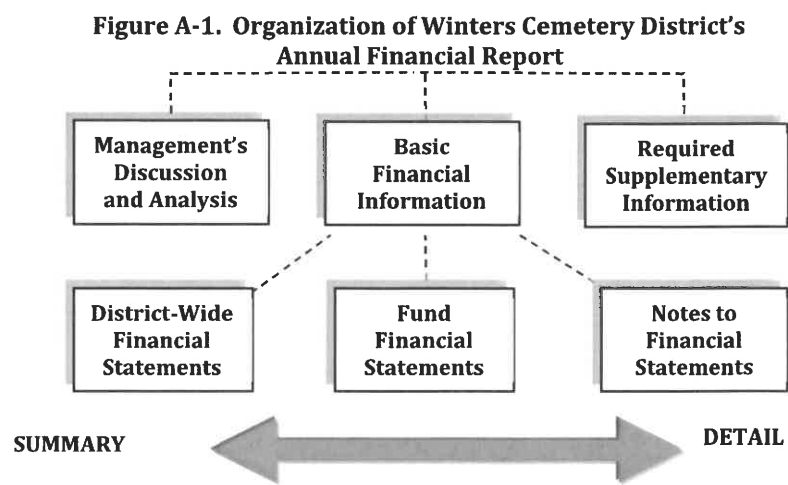 Figure A-1. Organization of Winters Cemetery District's
Annual Financial Report
Management's
Discussion
and Analysis
Basic
Financial
Information
Required
Supplementary
Information
District-Wide
Financial
Statements
Fund
Financial
Statements
Notes to
Financial
Statements
SUMMARY
DETAIL